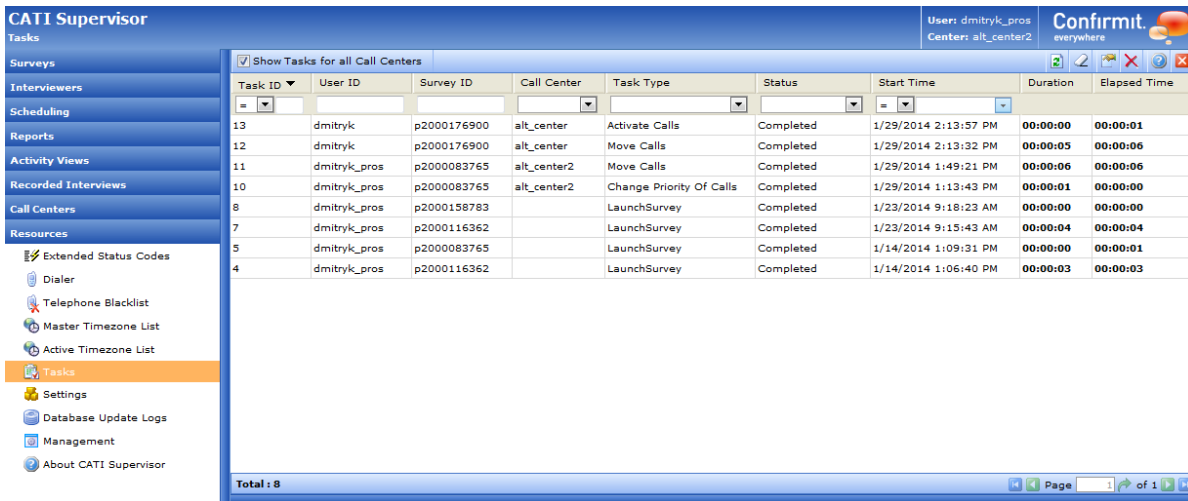 CATI Supervisor
Tasks
User: dmitryk_pros
Center: alt_center2
Confirmit.
everywhere
Surveys
Interviewers
Scheduling
Reports
Activity Views
Recorded Interviews
Call Centers
Resources
Extended Status Codes
Dialer
Telephone Blacklist
Master Timezone List
Active Timezone List
Tasks
Settings
Database Update Logs
Management
About CATI Supervisor
Show Tasks for all Call Centers
Task ID User ID Survey ID Call Center Task Type Status Start Time Duration Elapsed Time
= =
13 dmitryk p2000176900 alt_center Activate Calls Completed 1/29/2014 2:13:57 PM 00:00:00 00:00:01
12 dmitryk p2000176900 alt_center Move Calls Completed 1/29/2014 2:13:32 PM 00:00:05 00:00:06
11 dmitryk_pros p2000083765 alt_center2 Move Calls Completed 1/29/2014 1:49:21 PM 00:00:06 00:00:06
10 dmitryk_pros p2000083765 alt_center2 Change Priority Of Calls Completed 1/29/2014 1:13:43 PM 00:00:01 00:00:00
8 dmitryk_pros p2000158783 LaunchSurvey Completed 1/23/2014 9:18:23 AM 00:00:00 00:00:00
7 dmitryk_pros p2000116362 LaunchSurvey Completed 1/23/2014 9:15:43 AM 00:00:04 00:00:04
5 dmitryk_pros p2000083765 LaunchSurvey Completed 1/14/2014 1:09:31 PM 00:00:00 00:00:01
4 dmitryk_pros p2000116362 LaunchSurvey Completed 1/14/2014 1:06:40 PM 00:00:03 00:00:03
Total : 8 Page 1 of 1